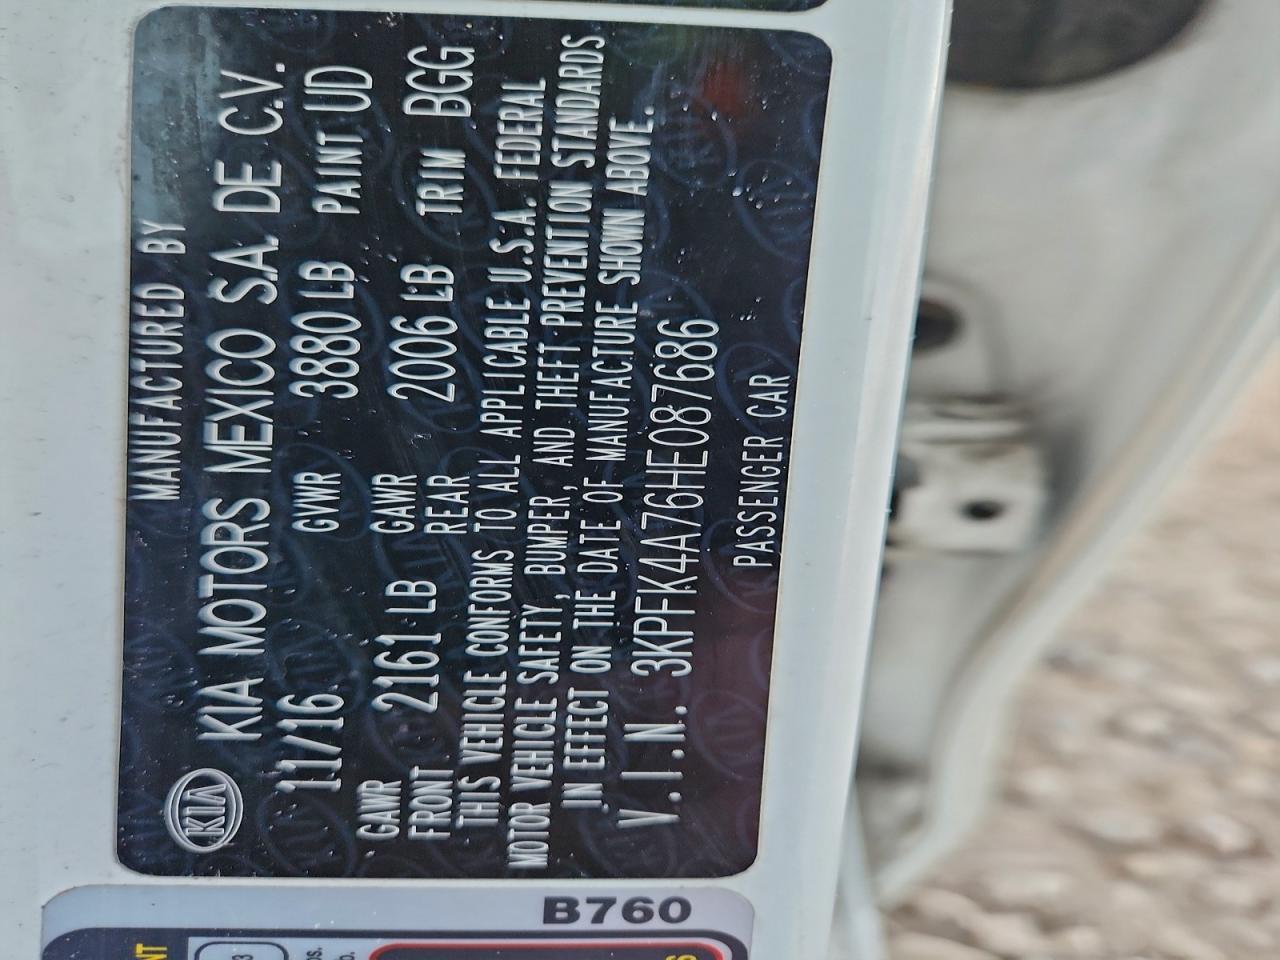 MANUFACTURED BY
KIA
KIA MOTORS MEXICO S.A. DE C.V.
11/16 GVWR 3880 LB PAINT UD
GAWR FRONT 2161 LB GAWR REAR 2006 LB TRIM BGG
THIS VEHICLE CONFORMS TO ALL APPLICABLE U.S.A. FEDERAL
MOTOR VEHICLE SAFETY, BUMPER, AND THEFT PREVENTION STANDARDS
IN EFFECT ON THE DATE OF MANUFACTURE SHOWN ABOVE.
V.I.N. 3KPFK4A76HE087686
PASSENGER CAR
B760